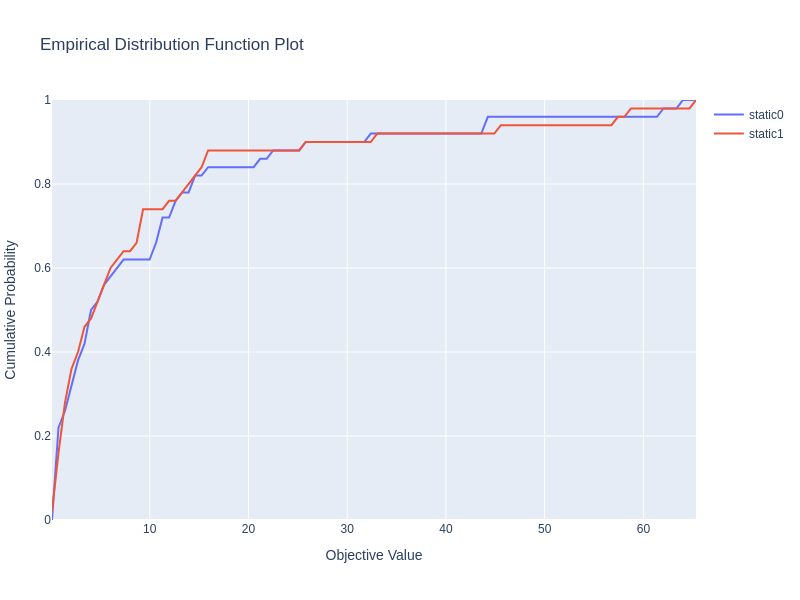 Empirical Distribution Function Plot
static0
static1
Cumulative Probability
1
0.8
0.6
0.4
0.2
0
10 20 30 40 50 60
Objective Value